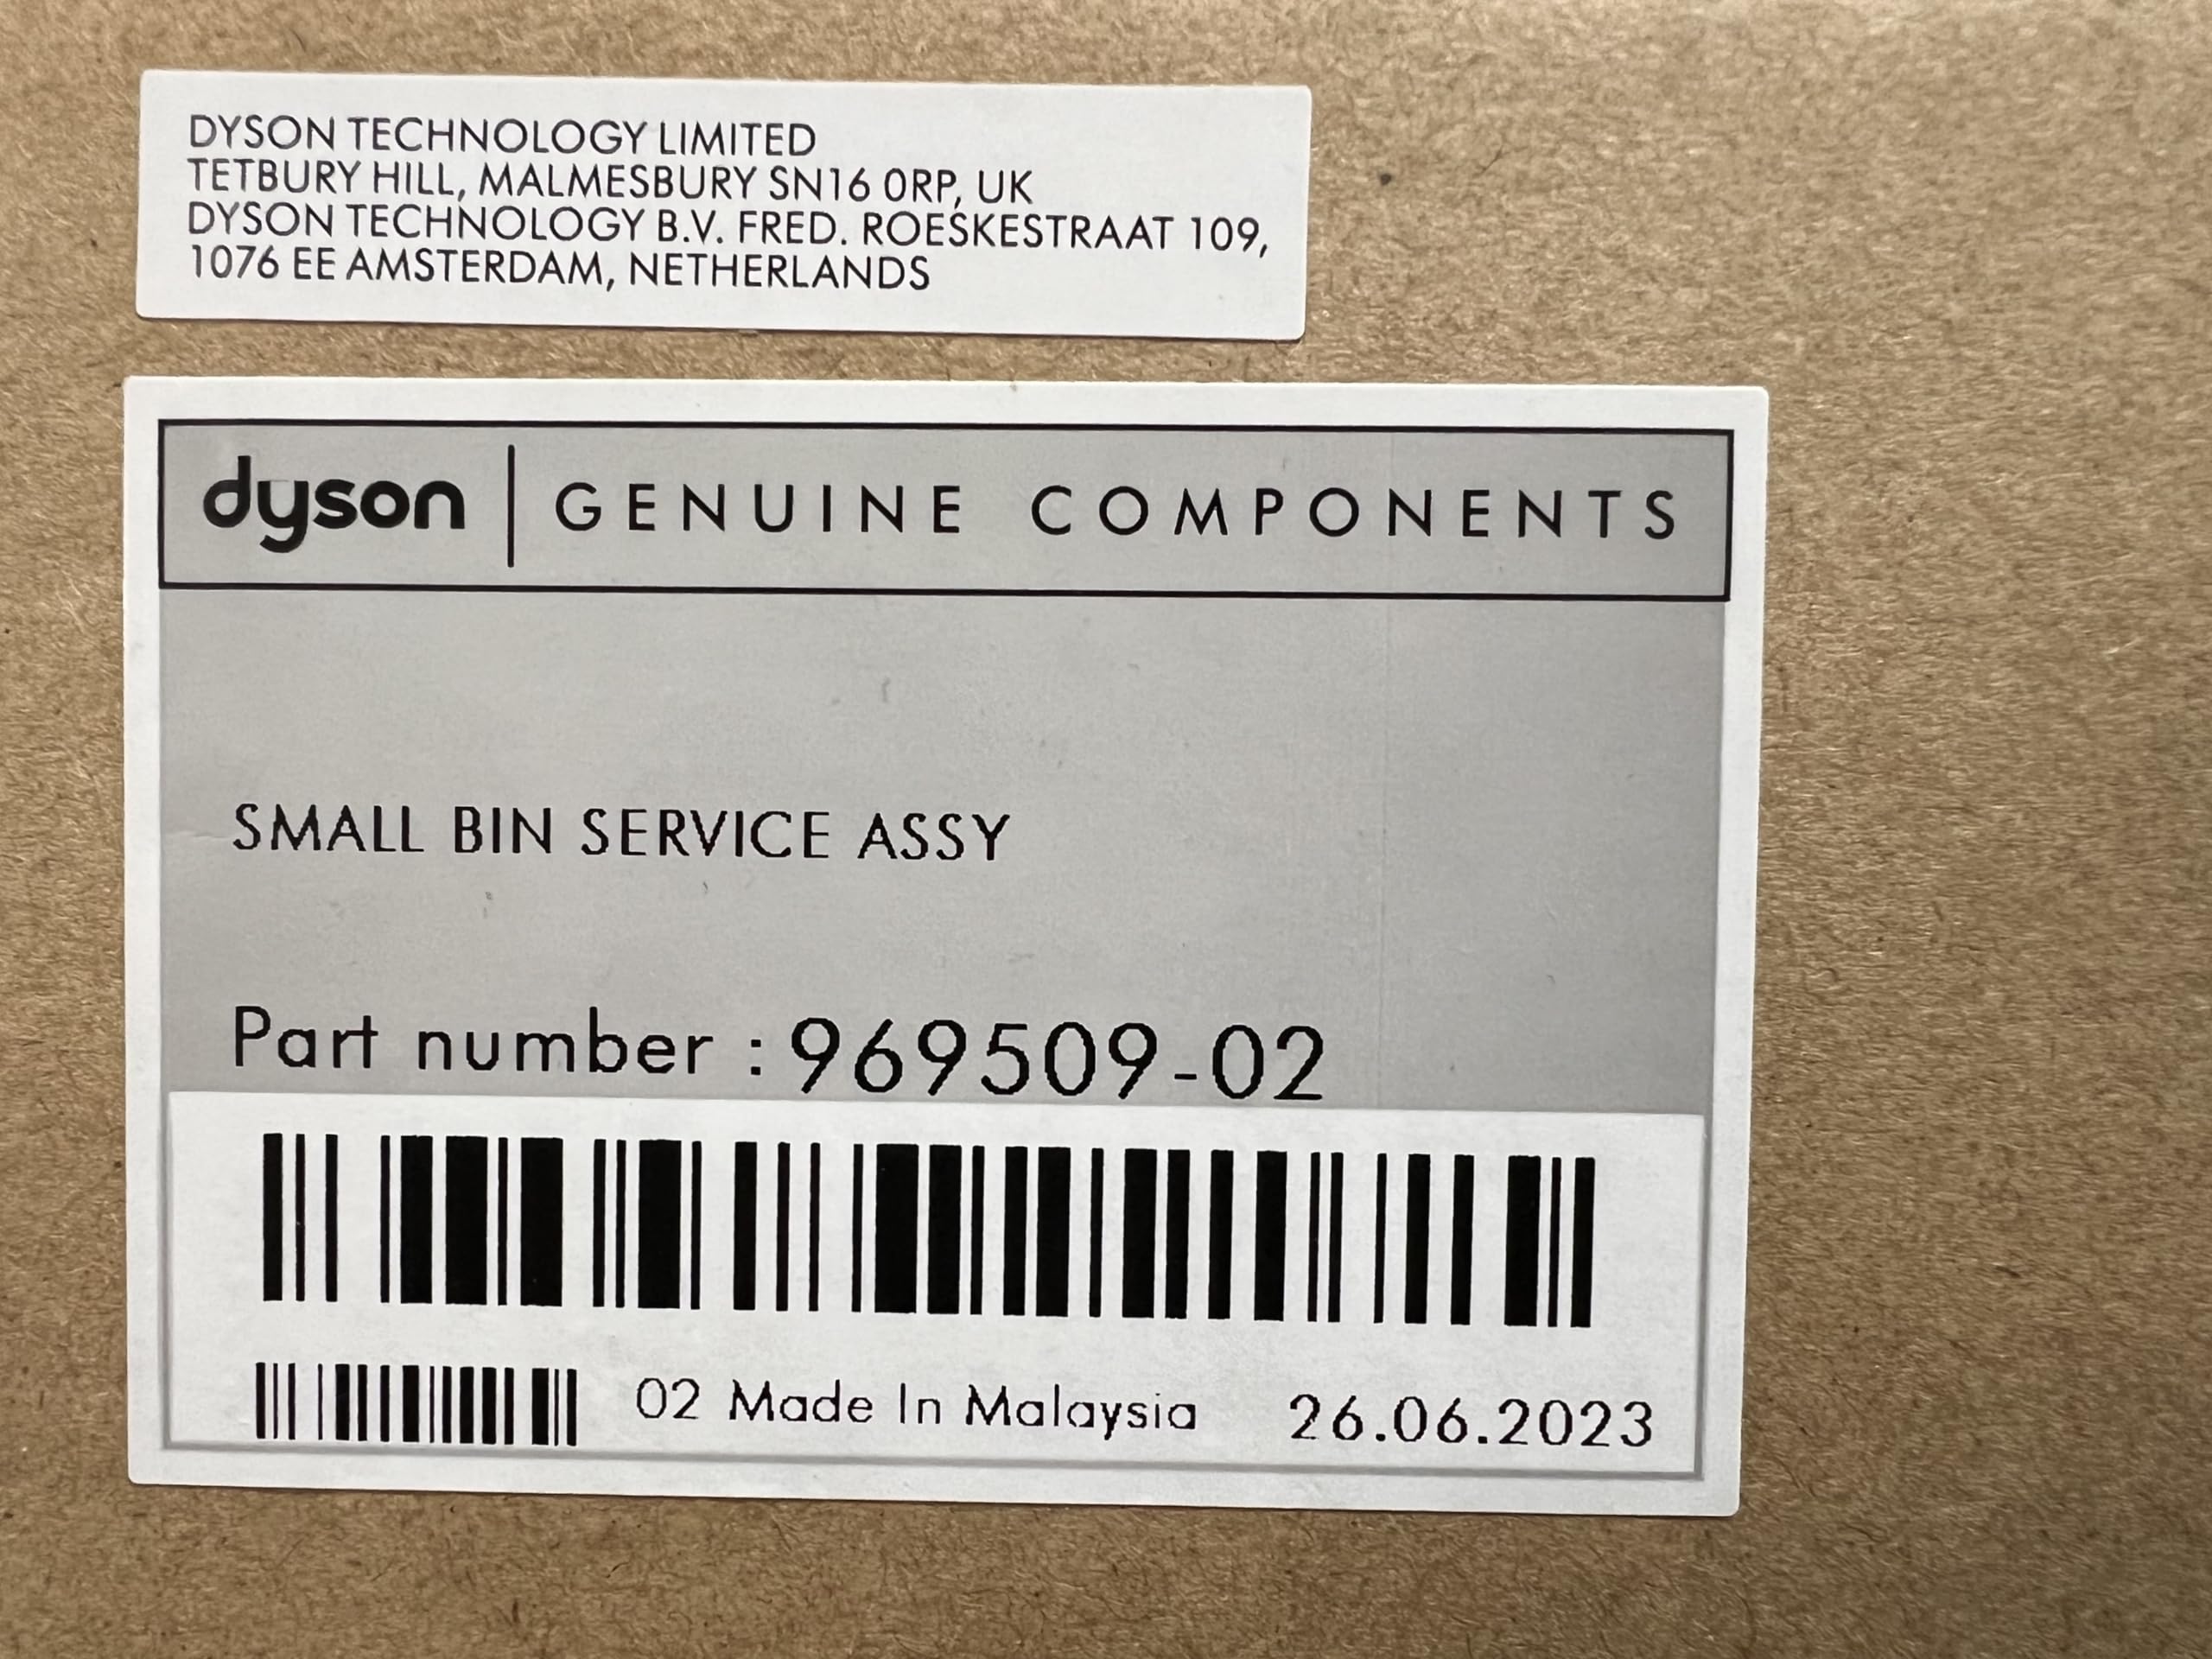 DYSON TECHNOLOGY LIMITED
TETBURY HILL, MALMESBURY SN16 0RP, UK
DYSON TECHNOLOGY B.V. FRED. ROESKESTRAAT 109,
1076 EE AMSTERDAM, NETHERLANDS
dyson | GENUINE COMPONENTS
SMALL BIN SERVICE ASSY
Part number : 969509-02
02 Made In Malaysia 26.06.2023